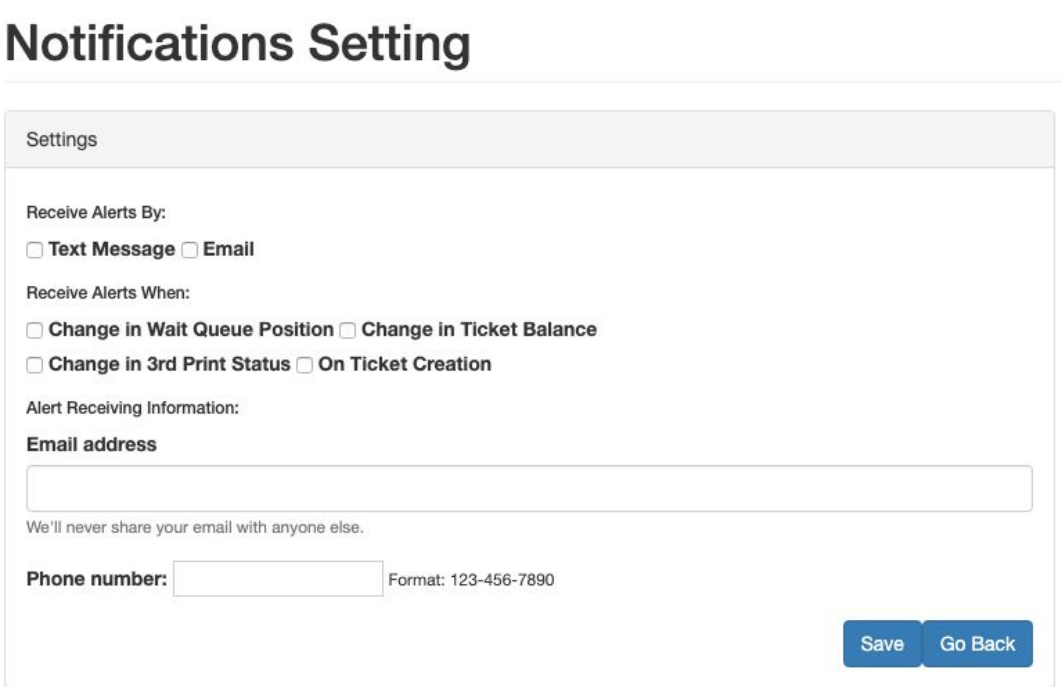 Notifications Setting
Settings
Receive Alerts By:
Text Message Email
Receive Alerts When:
Change in Wait Queue Position Change in Ticket Balance
Change in 3rd Print Status On Ticket Creation
Alert Receiving Information:
Email address
We'll never share your email with anyone else.
Phone number: Format: 123-456-7890
Save Go Back